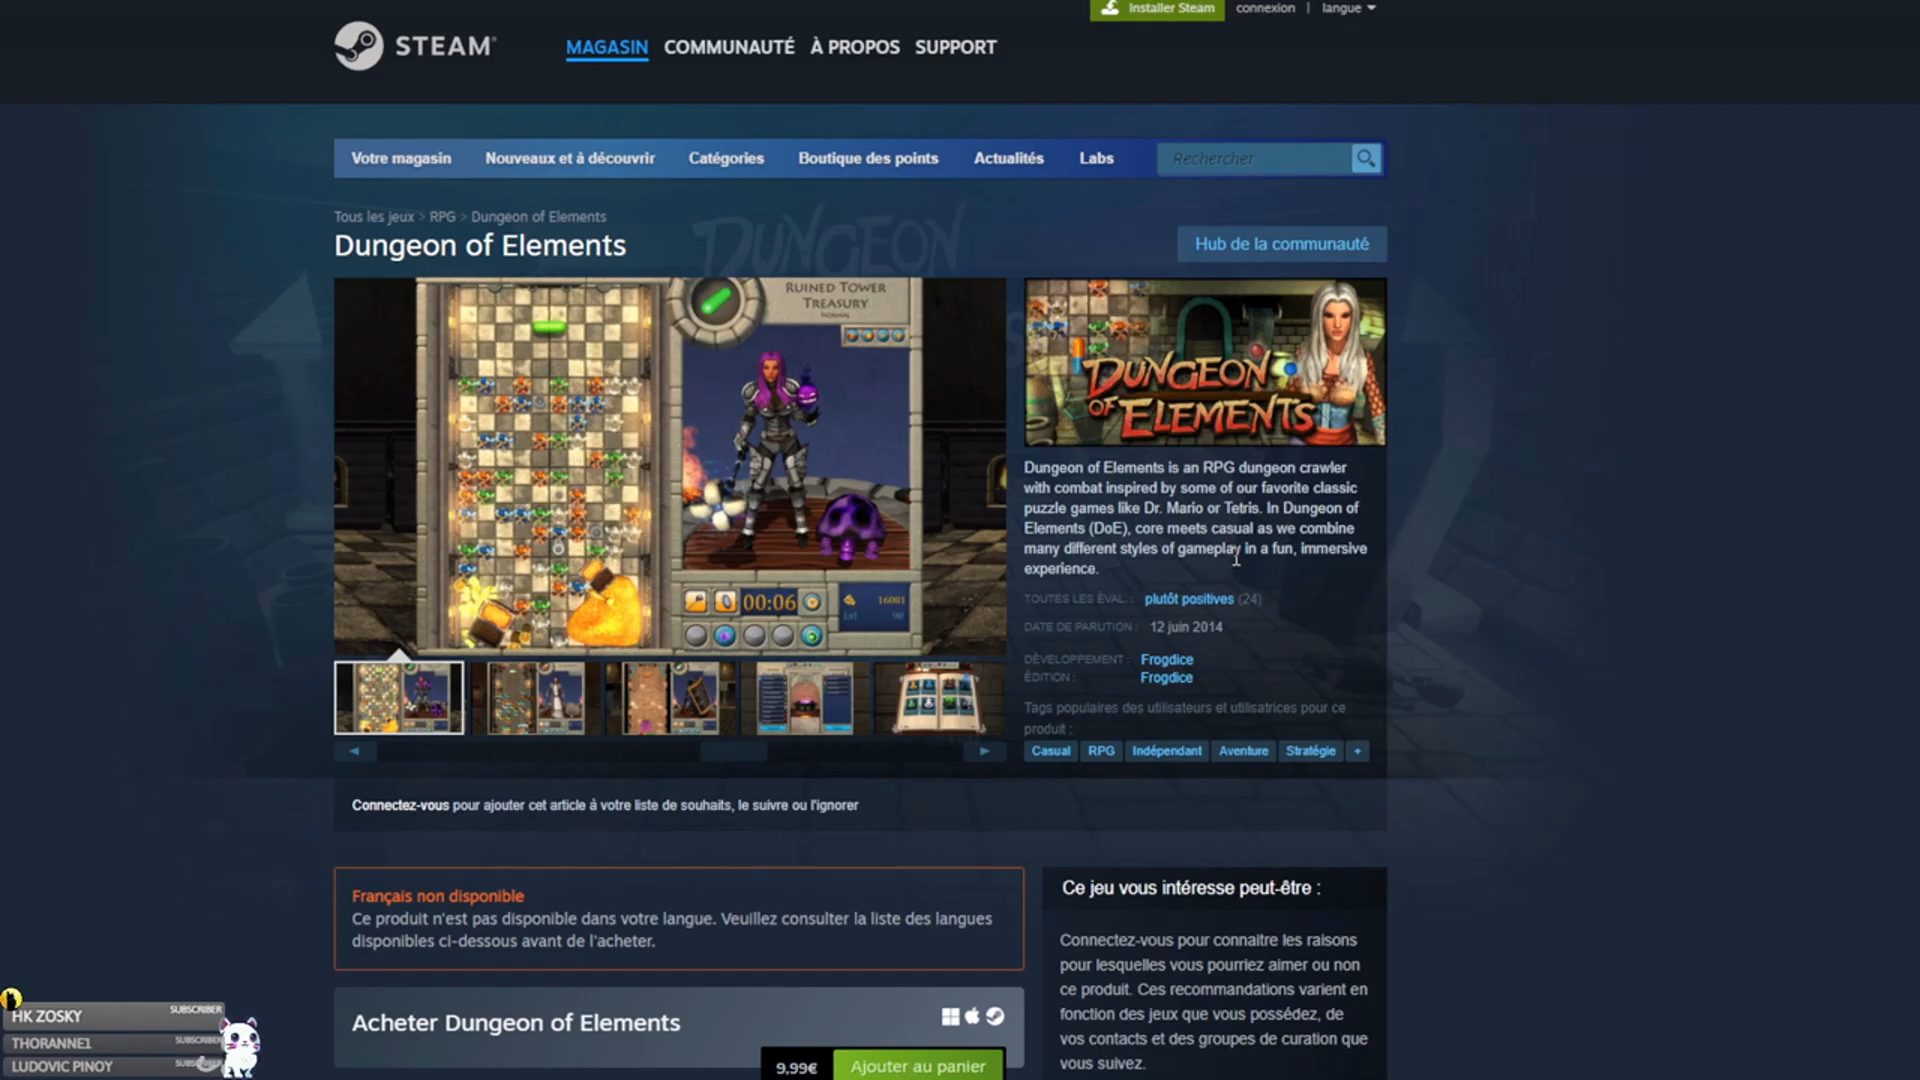 Installer Steam
connexion | langue
STEAM
MAGASIN COMMUNAUTÉ À PROPOS SUPPORT
Votre magasin Nouveaux et à découvrir Catégories Boutique des points Actualités Labs Rechercher
Tous les jeux > RPG > Dungeon of Elements
Dungeon of Elements
Hub de la communauté
DUNGEON
RUINED TOWER
TREASURY
NORMAL
00:06
16081
Lvl 90
DUNGEON
OF ELEMENTS
Dungeon of Elements is an RPG dungeon crawler
with combat inspired by some of our favorite classic
puzzle games like Dr. Mario or Tetris. In Dungeon of
Elements (DoE), core meets casual as we combine
many different styles of gameplay in a fun, immersive
experience.
TOUTES LES ÉVAL. : plutôt positives (24)
DATE DE PARUTION : 12 juin 2014
DÉVELOPPEMENT : Frogdice
ÉDITION : Frogdice
Tags populaires des utilisateurs et utilisatrices pour ce
produit :
Casual RPG Indépendant Aventure Stratégie +
Connectez-vous pour ajouter cet article à votre liste de souhaits, le suivre ou l'ignorer
Français non disponible
Ce produit n'est pas disponible dans votre langue. Veuillez consulter la liste des langues
disponibles ci-dessous avant de l'acheter.
Acheter Dungeon of Elements
9,99€ Ajouter au panier
Ce jeu vous intéresse peut-être :
Connectez-vous pour connaitre les raisons
pour lesquelles vous pourriez aimer ou non
ce produit. Ces recommandations varient en
fonction des jeux que vous possédez, de
vos contacts et des groupes de curation que
vous suivez.
HK ZOSKY SUBSCRIBER
THORANNE1 SUBSCRIBER
LUDOVIC PINOY